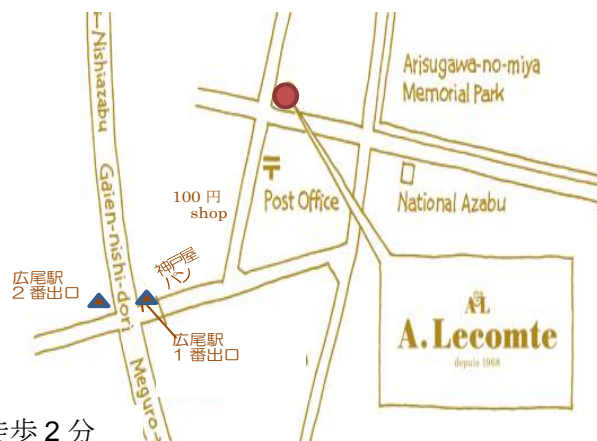 T-Nishiazabu
Gaien-nishi-dori
Meguro
Arisugawa-no-miya
Memorial Park
〒
Post Office
National Azabu
100 円
shop
神戸屋
パン
広尾駅
2 番出口
広尾駅
1 番出口
A&L
A. Lecomte
depuis 1968
徒歩 2 分